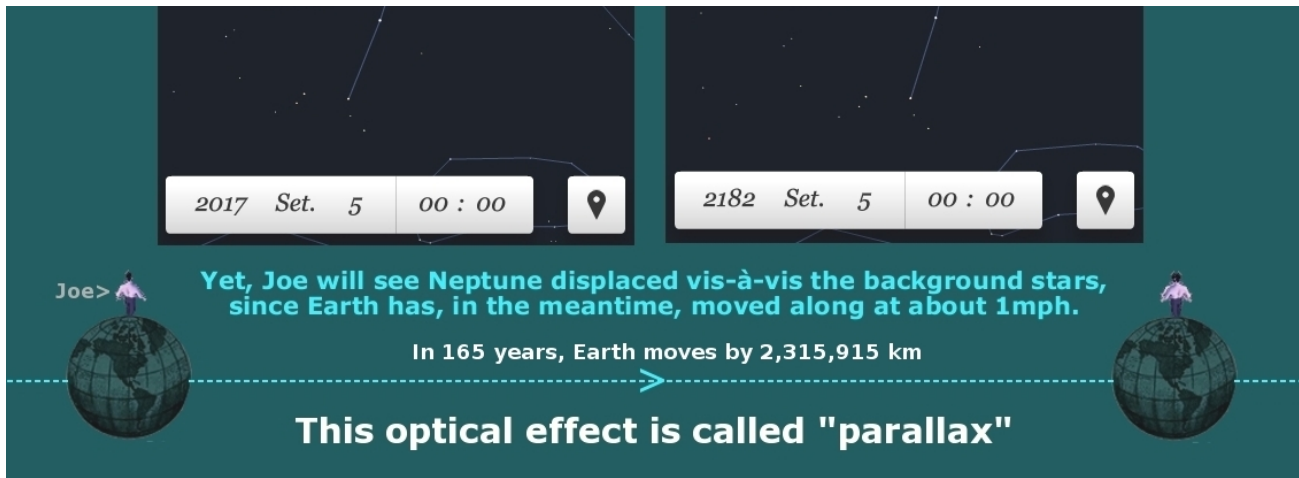 2017 Set. 5 00 : 00
2182 Set. 5 00 : 00
Joe>
Yet, Joe will see Neptune displaced vis-à-vis the background stars,
since Earth has, in the meantime, moved along at about 1mph.
In 165 years, Earth moves by 2,315,915 km
>
This optical effect is called "parallax"